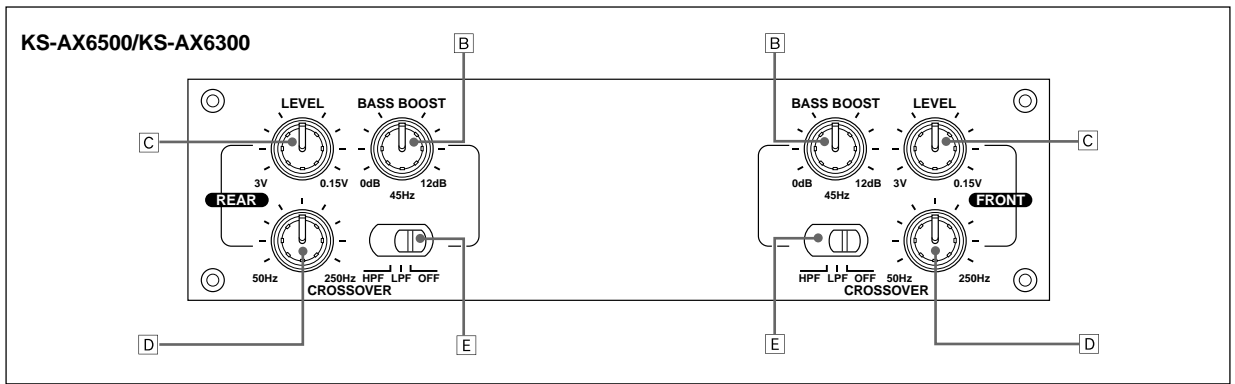 KS-AX6500/KS-AX6300
B B
LEVEL BASS BOOST BASS BOOST LEVEL
C C
3V 0.15V 0dB 12dB 0dB 12dB 3V 0.15V
45Hz 45Hz
REAR FRONT
50Hz 250Hz HPF LPF OFF HPF LPF OFF 50Hz 250Hz
CROSSOVER CROSSOVER
D E E D